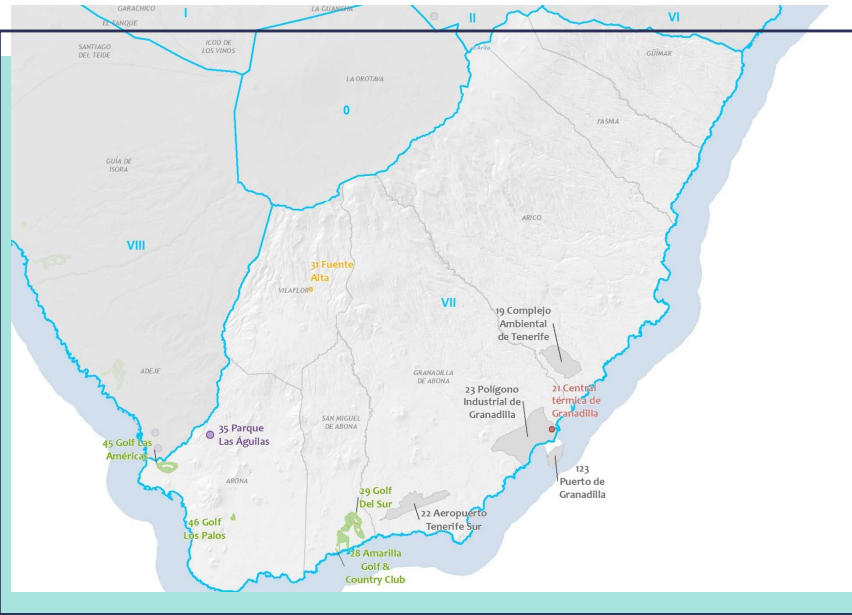 GARACHICO
I
LA GUANCHA
II
VI
EL TANQUE
SANTIAGO
DEL TEIDE
ICOD DE
LOS VINOS
GÜÍMAR
LA OROTAVA
0
FASNIA
GUÍA DE
ISORA
ARICO
VIII
31 Fuente
Alta
VILAFLOR
VII
19 Complejo
Ambiental
de Tenerife
ADEJE
GRANADILLA
DE ABONA
23 Polígono
Industrial de
Granadilla
21 Central
térmica de
Granadilla
SAN MIGUEL
DE ABONA
35 Parque
Las Águilas
45 Golf Las
Américas
123
Puerto de
Granadilla
ARONA
29 Golf
Del Sur
46 Golf
Los Palos
22 Aeropuerto
Tenerife Sur
28 Amarilla
Golf &
Country Club